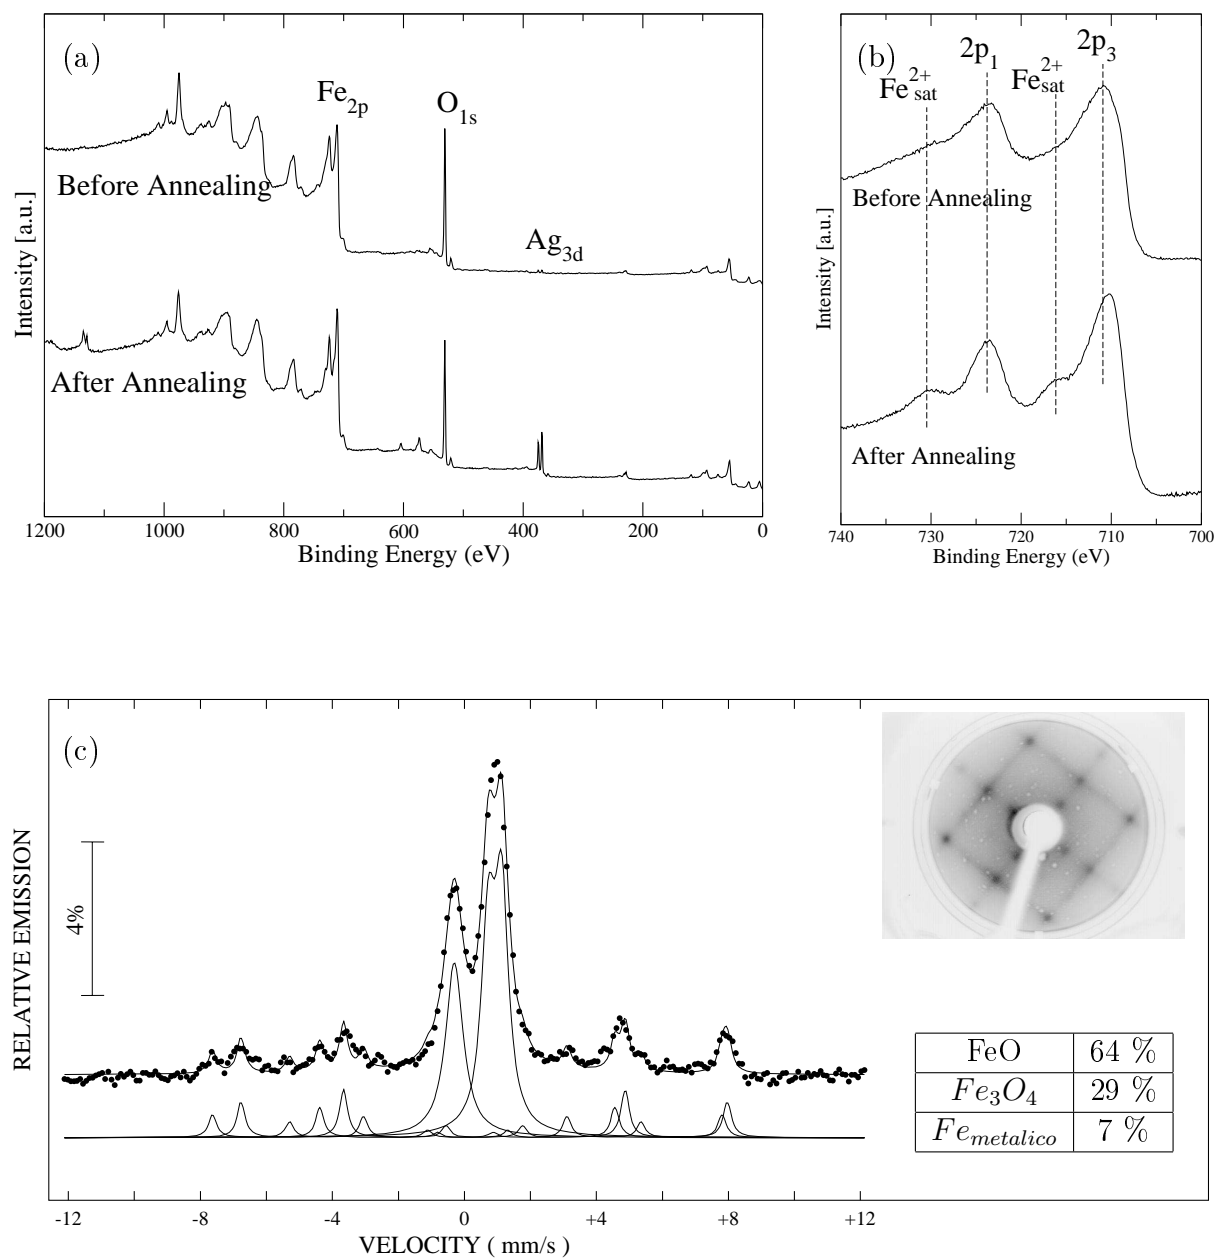 (a)
Fe2p
O1s
Ag3d
Before Annealing
After Annealing
Intensity [a.u.]
1200 1000 800 600 400 200 0
Binding Energy (eV)
(b)
2p3
2p1
Fe2+sat
Fe2+sat
Before Annealing
After Annealing
Intensity [a.u.]
740 730 720 710 700
Binding Energy (eV)
(c)
RELATIVE EMISSION
4%
FeO 64 %
Fe3O4 29 %
Femetalico 7 %
-12 -8 -4 0 +4 +8 +12
VELOCITY ( mm/s )